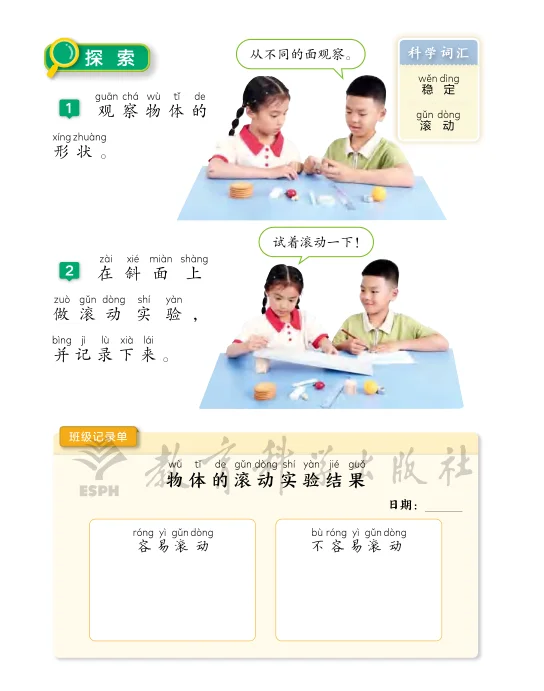 探索
从不同的面观察。
科学词汇
wěn dìng
稳定
gǔn dòng
滚动
1
guān chá wù tǐ de
观察物体的
xíng zhuàng
形状。
试着滚动一下！
2
zài xié miàn shàng
在斜面上
zuò gǔn dòng shí yàn
做滚动实验，
bìng jì lù xià lái
并记录下来。
班级记录单
教育科学出版社
ESPH
wù tǐ de gǔn dòng shí yàn jié guǒ
物体的滚动实验结果
日期：
róng yì gǔn dòng
容易滚动
bù róng yì gǔn dòng
不容易滚动